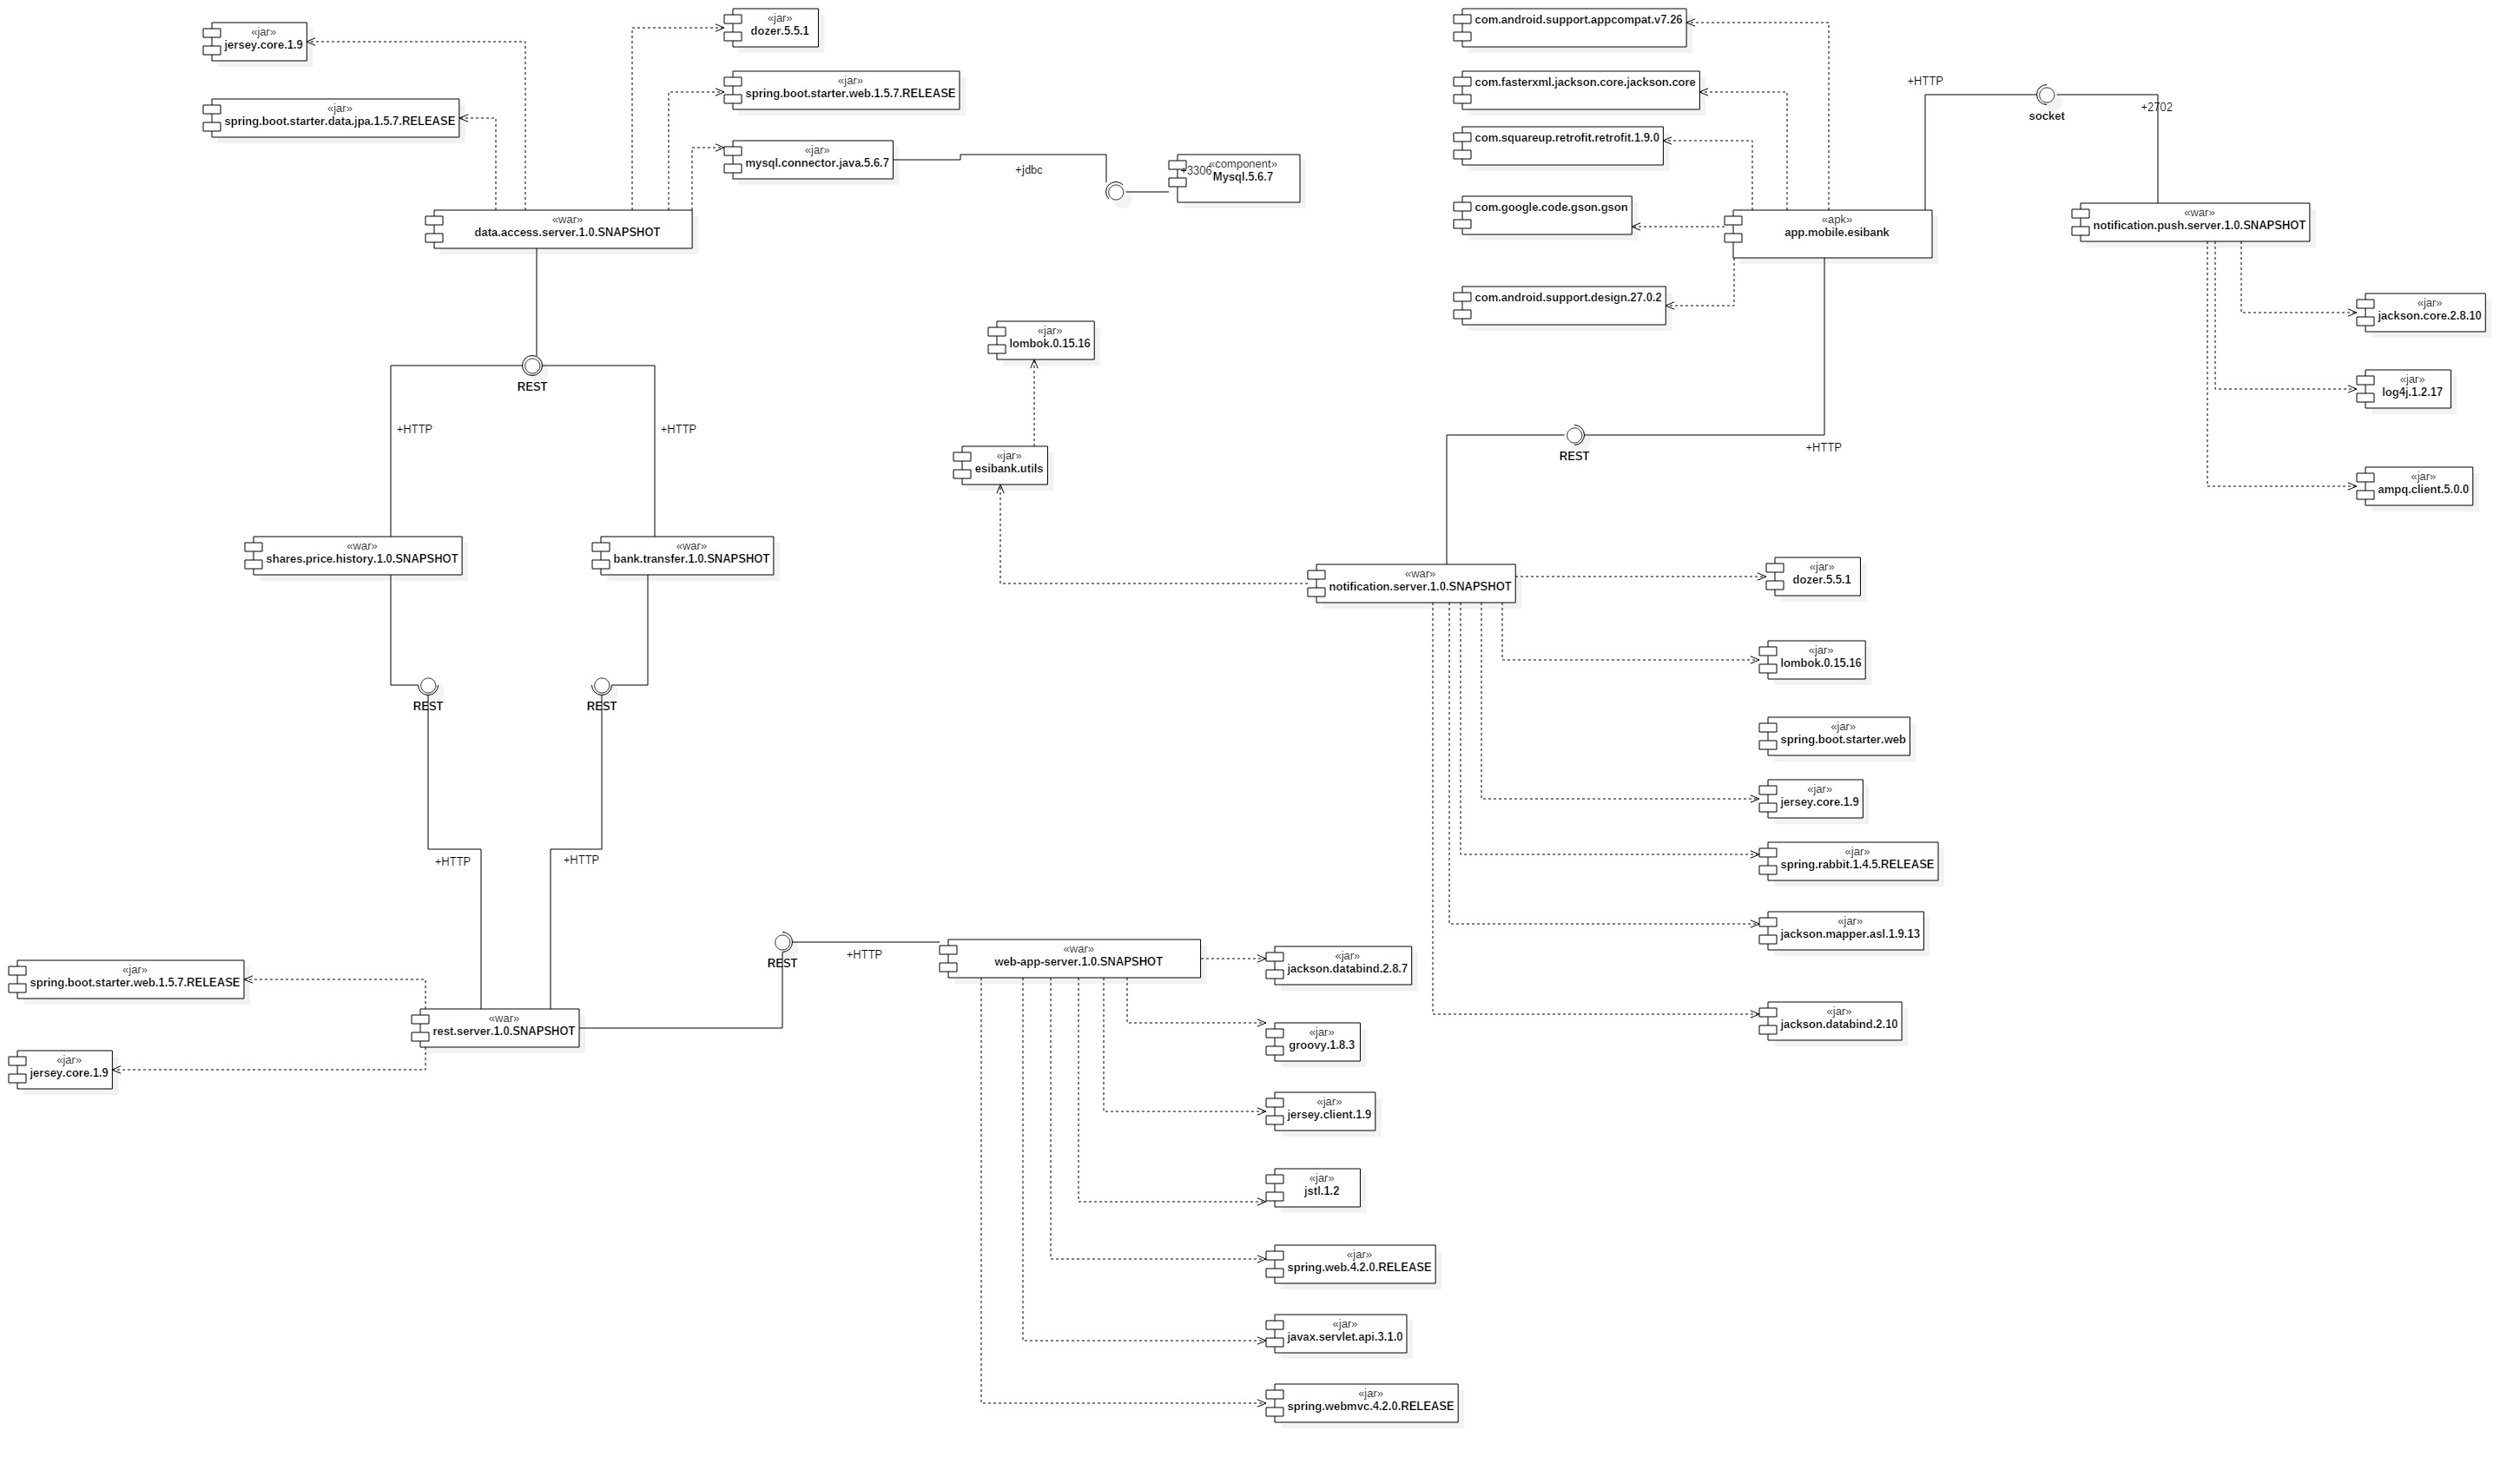 «jar»
jersey.core.1.9
«jar»
spring.boot.starter.data.jpa.1.5.7.RELEASE
«jar»
dozer.5.5.1
«jar»
spring.boot.starter.web.1.5.7.RELEASE
«jar»
mysql.connector.java.5.6.7
+jdbc
+3306
«component»
Mysql.5.6.7
«war»
data.access.server.1.0.SNAPSHOT
REST
+HTTP
+HTTP
«war»
shares.price.history.1.0.SNAPSHOT
«war»
bank.transfer.1.0.SNAPSHOT
REST
REST
+HTTP
+HTTP
«jar»
spring.boot.starter.web.1.5.7.RELEASE
«jar»
jersey.core.1.9
«war»
rest.server.1.0.SNAPSHOT
REST
+HTTP
«war»
web-app-server.1.0.SNAPSHOT
«jar»
jackson.databind.2.8.7
«jar»
groovy.1.8.3
«jar»
jersey.client.1.9
«jar»
jstl.1.2
«jar»
spring.web.4.2.0.RELEASE
«jar»
javax.servlet.api.3.1.0
«jar»
spring.webmvc.4.2.0.RELEASE
com.android.support.appcompat.v7.26
com.fasterxml.jackson.core.jackson.core
com.squareup.retrofit.retrofit.1.9.0
com.google.code.gson.gson
com.android.support.design.27.0.2
«apk»
app.mobile.esibank
+HTTP
socket
+2702
«war»
notification.push.server.1.0.SNAPSHOT
«jar»
jackson.core.2.8.10
«jar»
log4j.1.2.17
«jar»
ampq.client.5.0.0
REST
+HTTP
«jar»
lombok.0.15.16
«jar»
esibank.utils
«war»
notification.server.1.0.SNAPSHOT
«jar»
dozer.5.5.1
«jar»
lombok.0.15.16
«jar»
spring.boot.starter.web
«jar»
jersey.core.1.9
«jar»
spring.rabbit.1.4.5.RELEASE
«jar»
jackson.mapper.asl.1.9.13
«jar»
jackson.databind.2.10